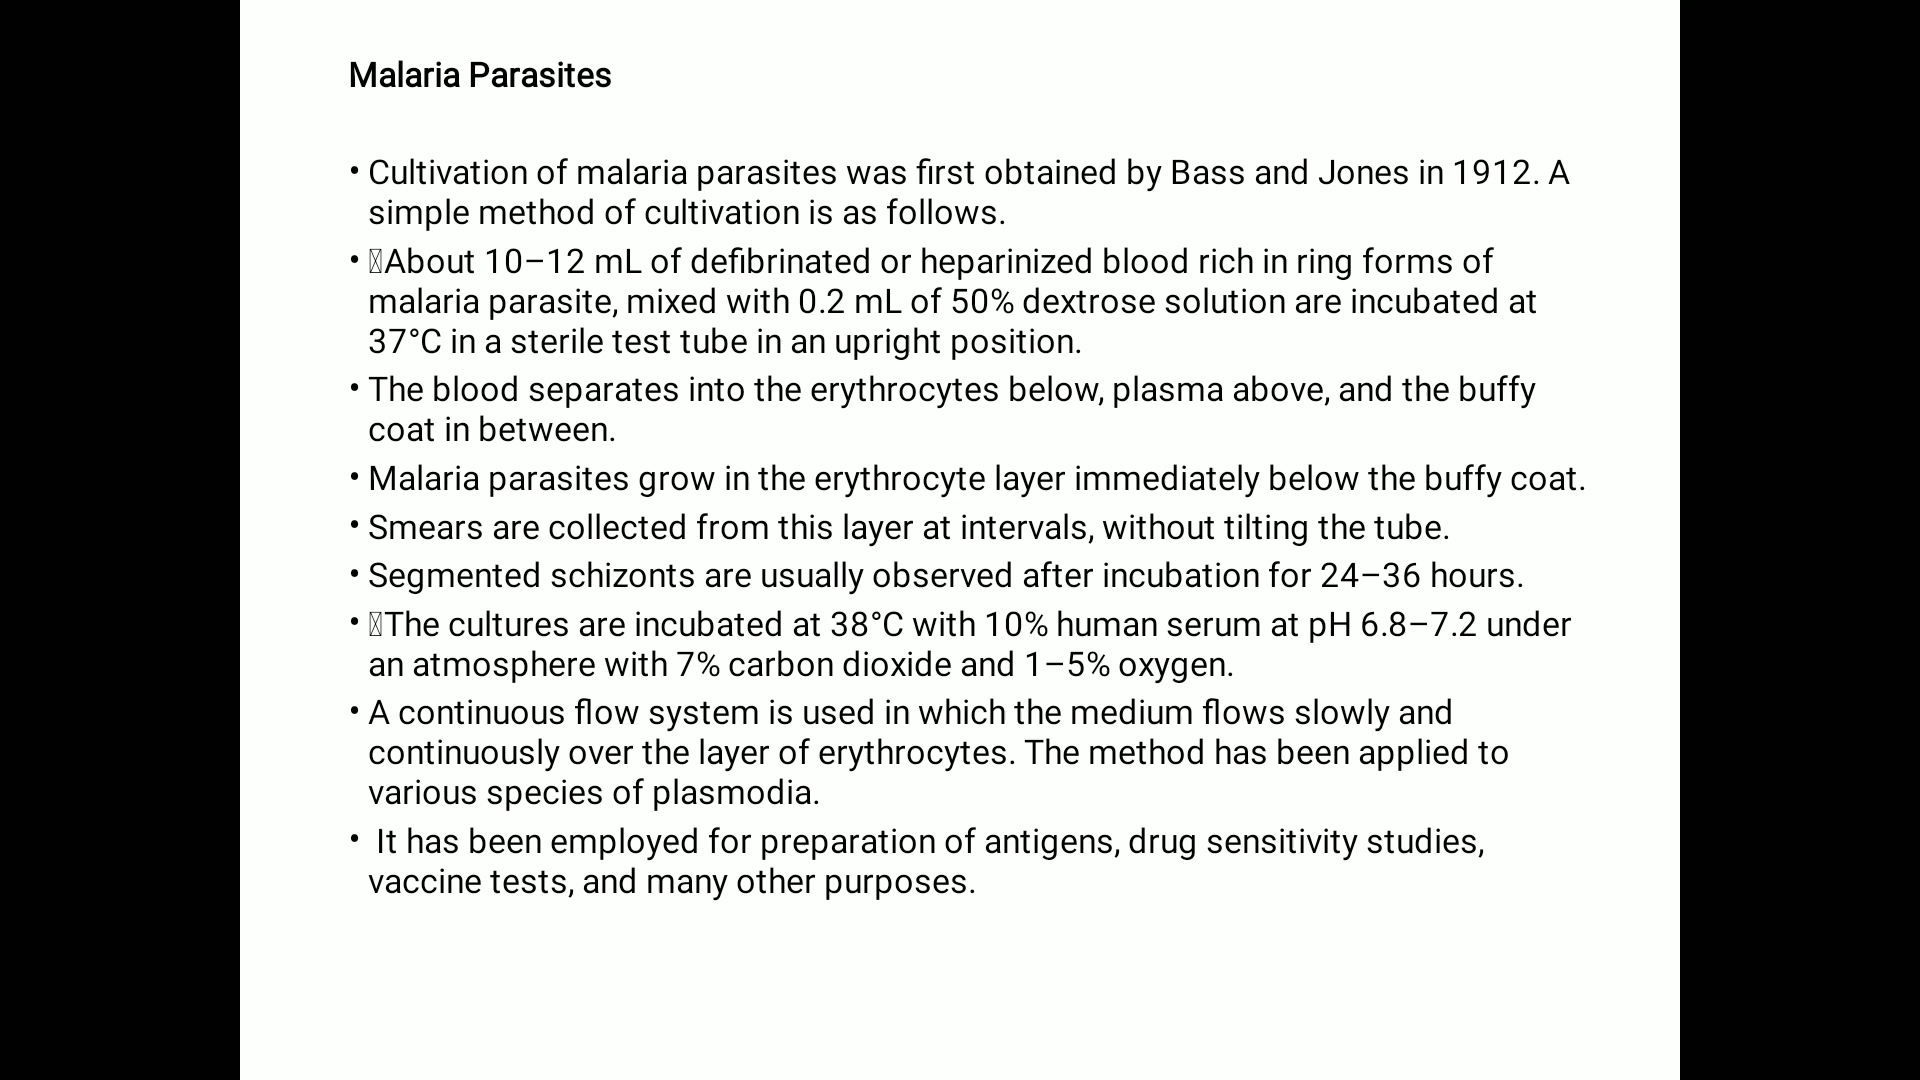 Malaria Parasites
• Cultivation of malaria parasites was first obtained by Bass and Jones in 1912. A
simple method of cultivation is as follows.
• About 10–12 mL of defibrinated or heparinized blood rich in ring forms of
malaria parasite, mixed with 0.2 mL of 50% dextrose solution are incubated at
37°C in a sterile test tube in an upright position.
• The blood separates into the erythrocytes below, plasma above, and the buffy
coat in between.
• Malaria parasites grow in the erythrocyte layer immediately below the buffy coat.
• Smears are collected from this layer at intervals, without tilting the tube.
• Segmented schizonts are usually observed after incubation for 24–36 hours.
• The cultures are incubated at 38°C with 10% human serum at pH 6.8–7.2 under
an atmosphere with 7% carbon dioxide and 1–5% oxygen.
• A continuous flow system is used in which the medium flows slowly and
continuously over the layer of erythrocytes. The method has been applied to
various species of plasmodia.
• It has been employed for preparation of antigens, drug sensitivity studies,
vaccine tests, and many other purposes.